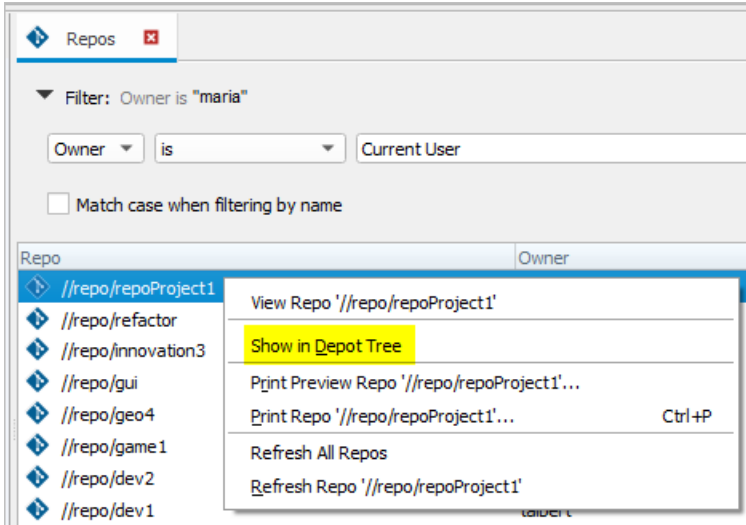 Repos
Filter: Owner is "maria"
Owner is Current User
Match case when filtering by name
Repo Owner
//repo/repoProject1
View Repo '//repo/repoProject1'
//repo/refactor
Show in Depot Tree
//repo/innovation3
//repo/gui
Print Preview Repo '//repo/repoProject1'...
//repo/geo4
Print Repo '//repo/repoProject1'... Ctrl+P
//repo/game1
Refresh All Repos
//repo/dev2
Refresh Repo '//repo/repoProject1'
//repo/dev1